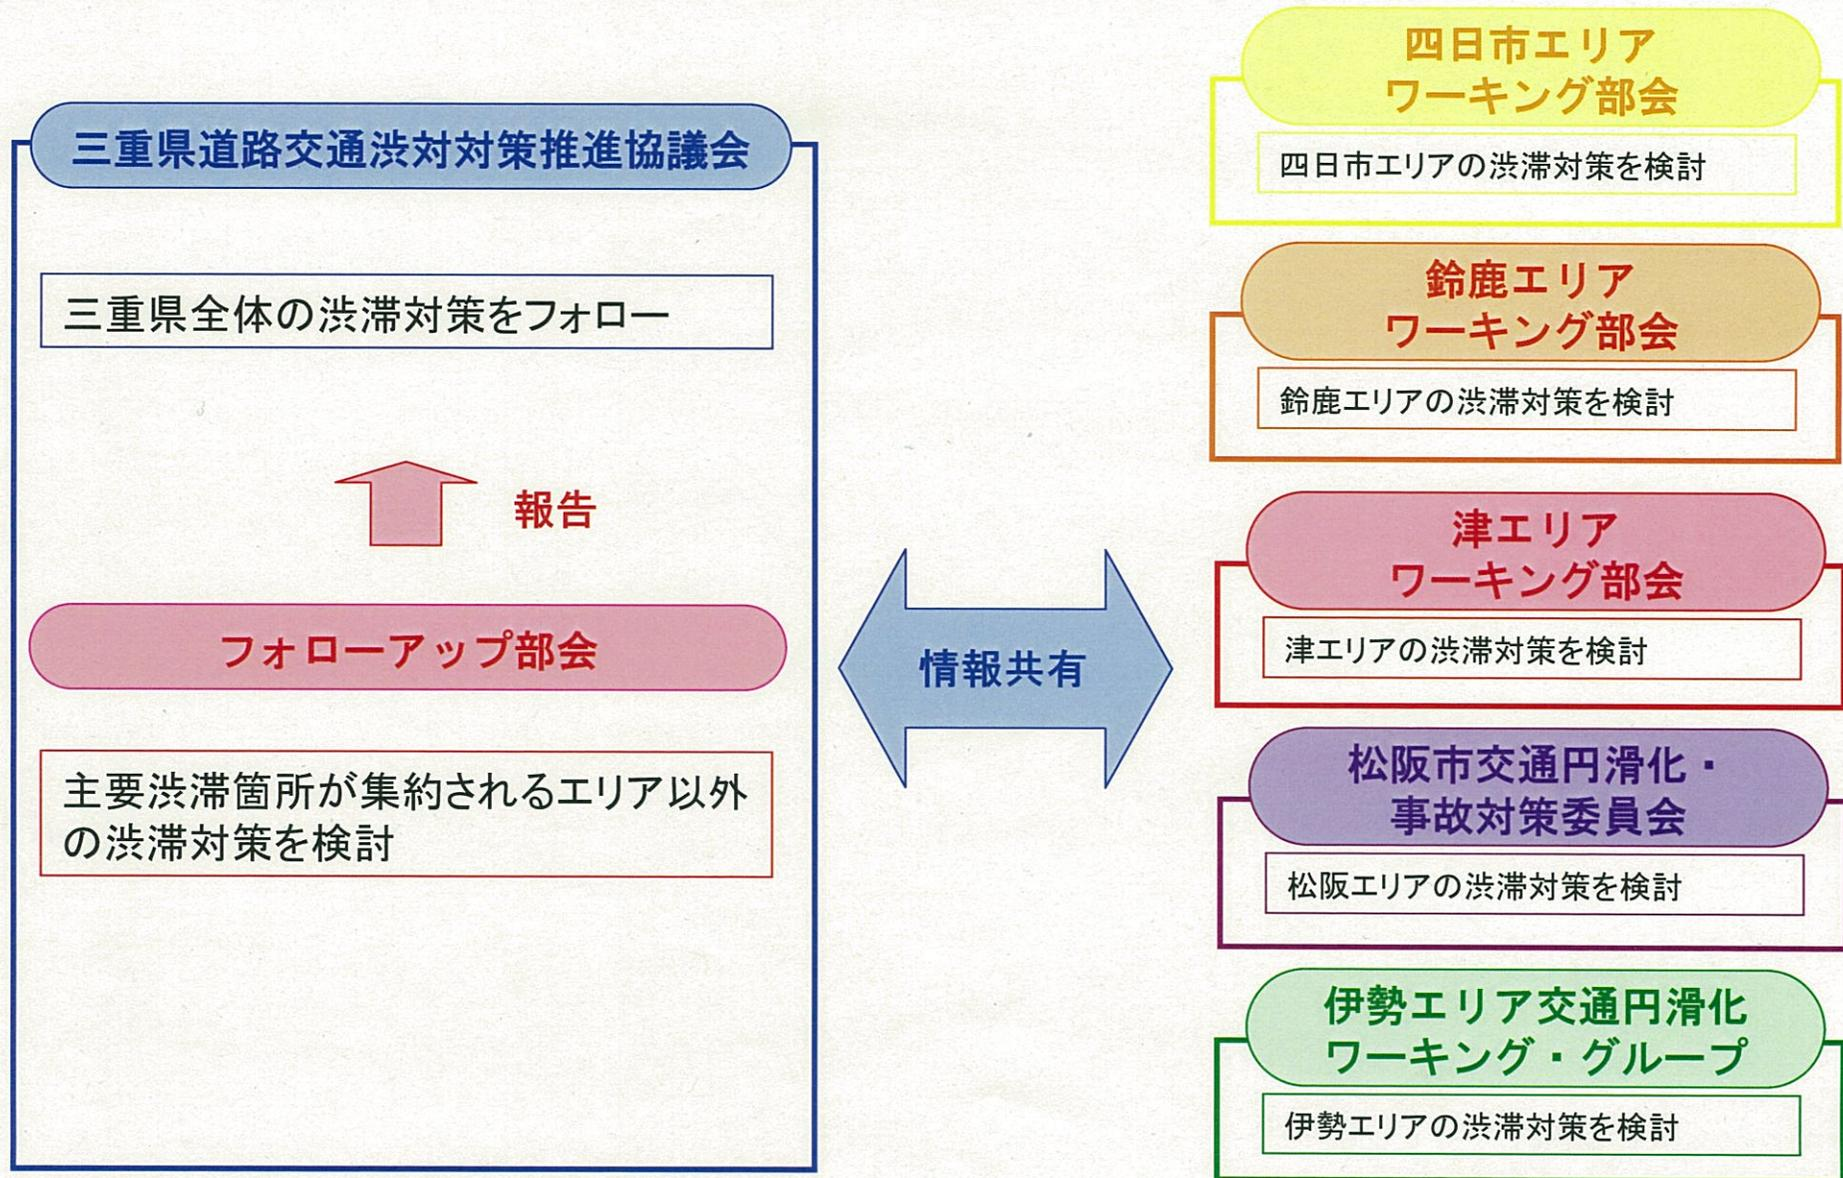 三重県道路交通渋対対策推進協議会
三重県全体の渋滞対策をフォロー
報告
フォローアップ部会
主要渋滞箇所が集約されるエリア以外
の渋滞対策を検討
情報共有
四日市エリア
ワーキング部会
四日市エリアの渋滞対策を検討
鈴鹿エリア
ワーキング部会
鈴鹿エリアの渋滞対策を検討
津エリア
ワーキング部会
津エリアの渋滞対策を検討
松阪市交通円滑化・
事故対策委員会
松阪エリアの渋滞対策を検討
伊勢エリア交通円滑化
ワーキング・グループ
伊勢エリアの渋滞対策を検討